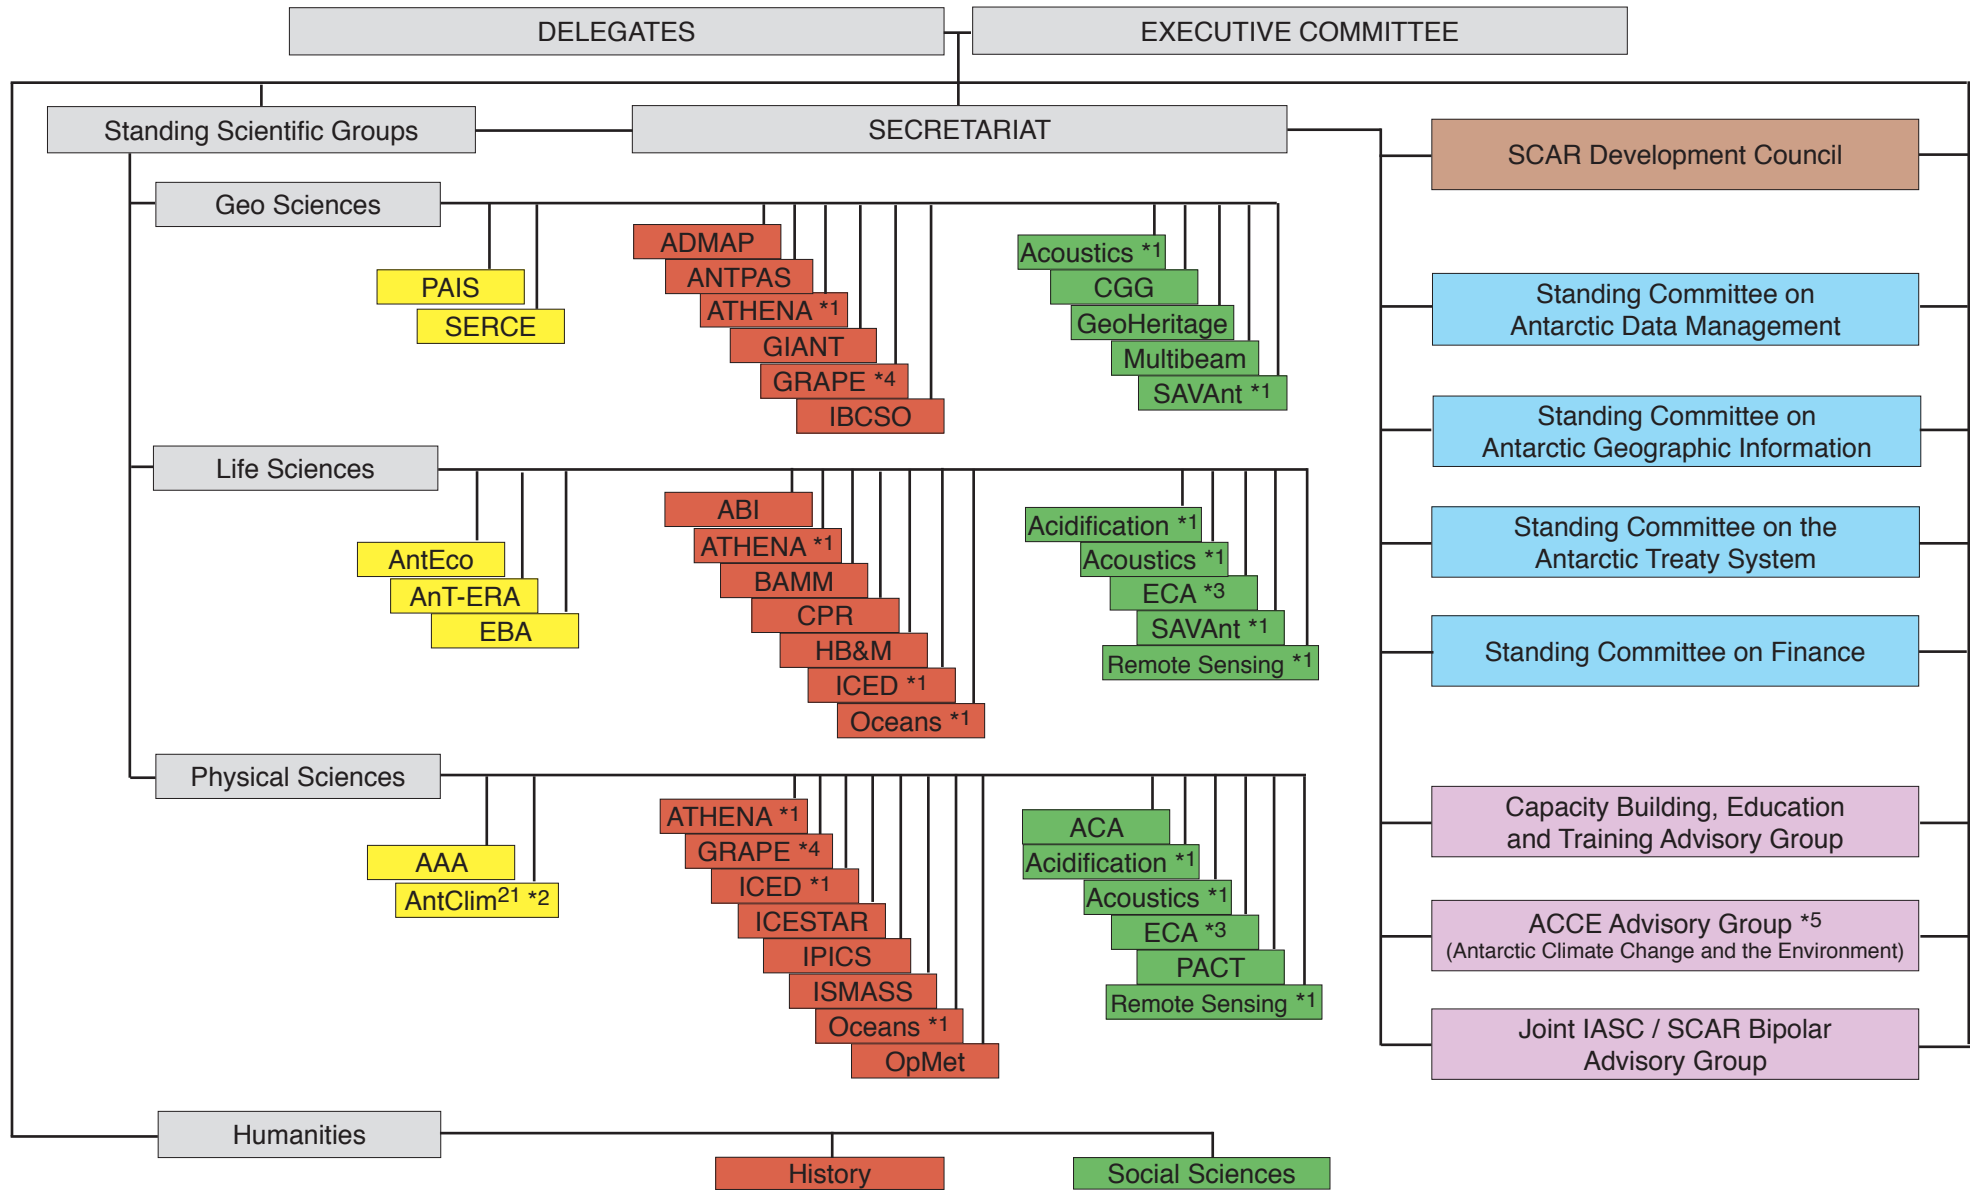 DELEGATES
EXECUTIVE COMMITTEE
Standing Scientific Groups
SECRETARIAT
SCAR Development Council
Geo Sciences
PAIS
SERCE
ADMAP
ANTPAS
ATHENA *1
GIANT
GRAPE *4
IBCSO
Acoustics *1
CGG
GeoHeritage
Multibeam
SAVAnt *1
Standing Committee on
Antarctic Data Management
Standing Committee on
Antarctic Geographic Information
Life Sciences
AntEco
AnT-ERA
EBA
ABI
ATHENA *1
BAMM
CPR
HB&M
ICED *1
Oceans *1
Acidification *1
Acoustics *1
ECA *3
SAVAnt *1
Remote Sensing *1
Standing Committee on the
Antarctic Treaty System
Standing Committee on Finance
Physical Sciences
AAA
AntClim21 *2
ATHENA *1
GRAPE *4
ICED *1
ICESTAR
IPICS
ISMASS
Oceans *1
OpMet
ACA
Acidification *1
Acoustics *1
ECA *3
PACT
Remote Sensing *1
Capacity Building, Education
and Training Advisory Group
ACCE Advisory Group *5
(Antarctic Climate Change and the Environment)
Joint IASC / SCAR Bipolar
Advisory Group
Humanities
History
Social Sciences